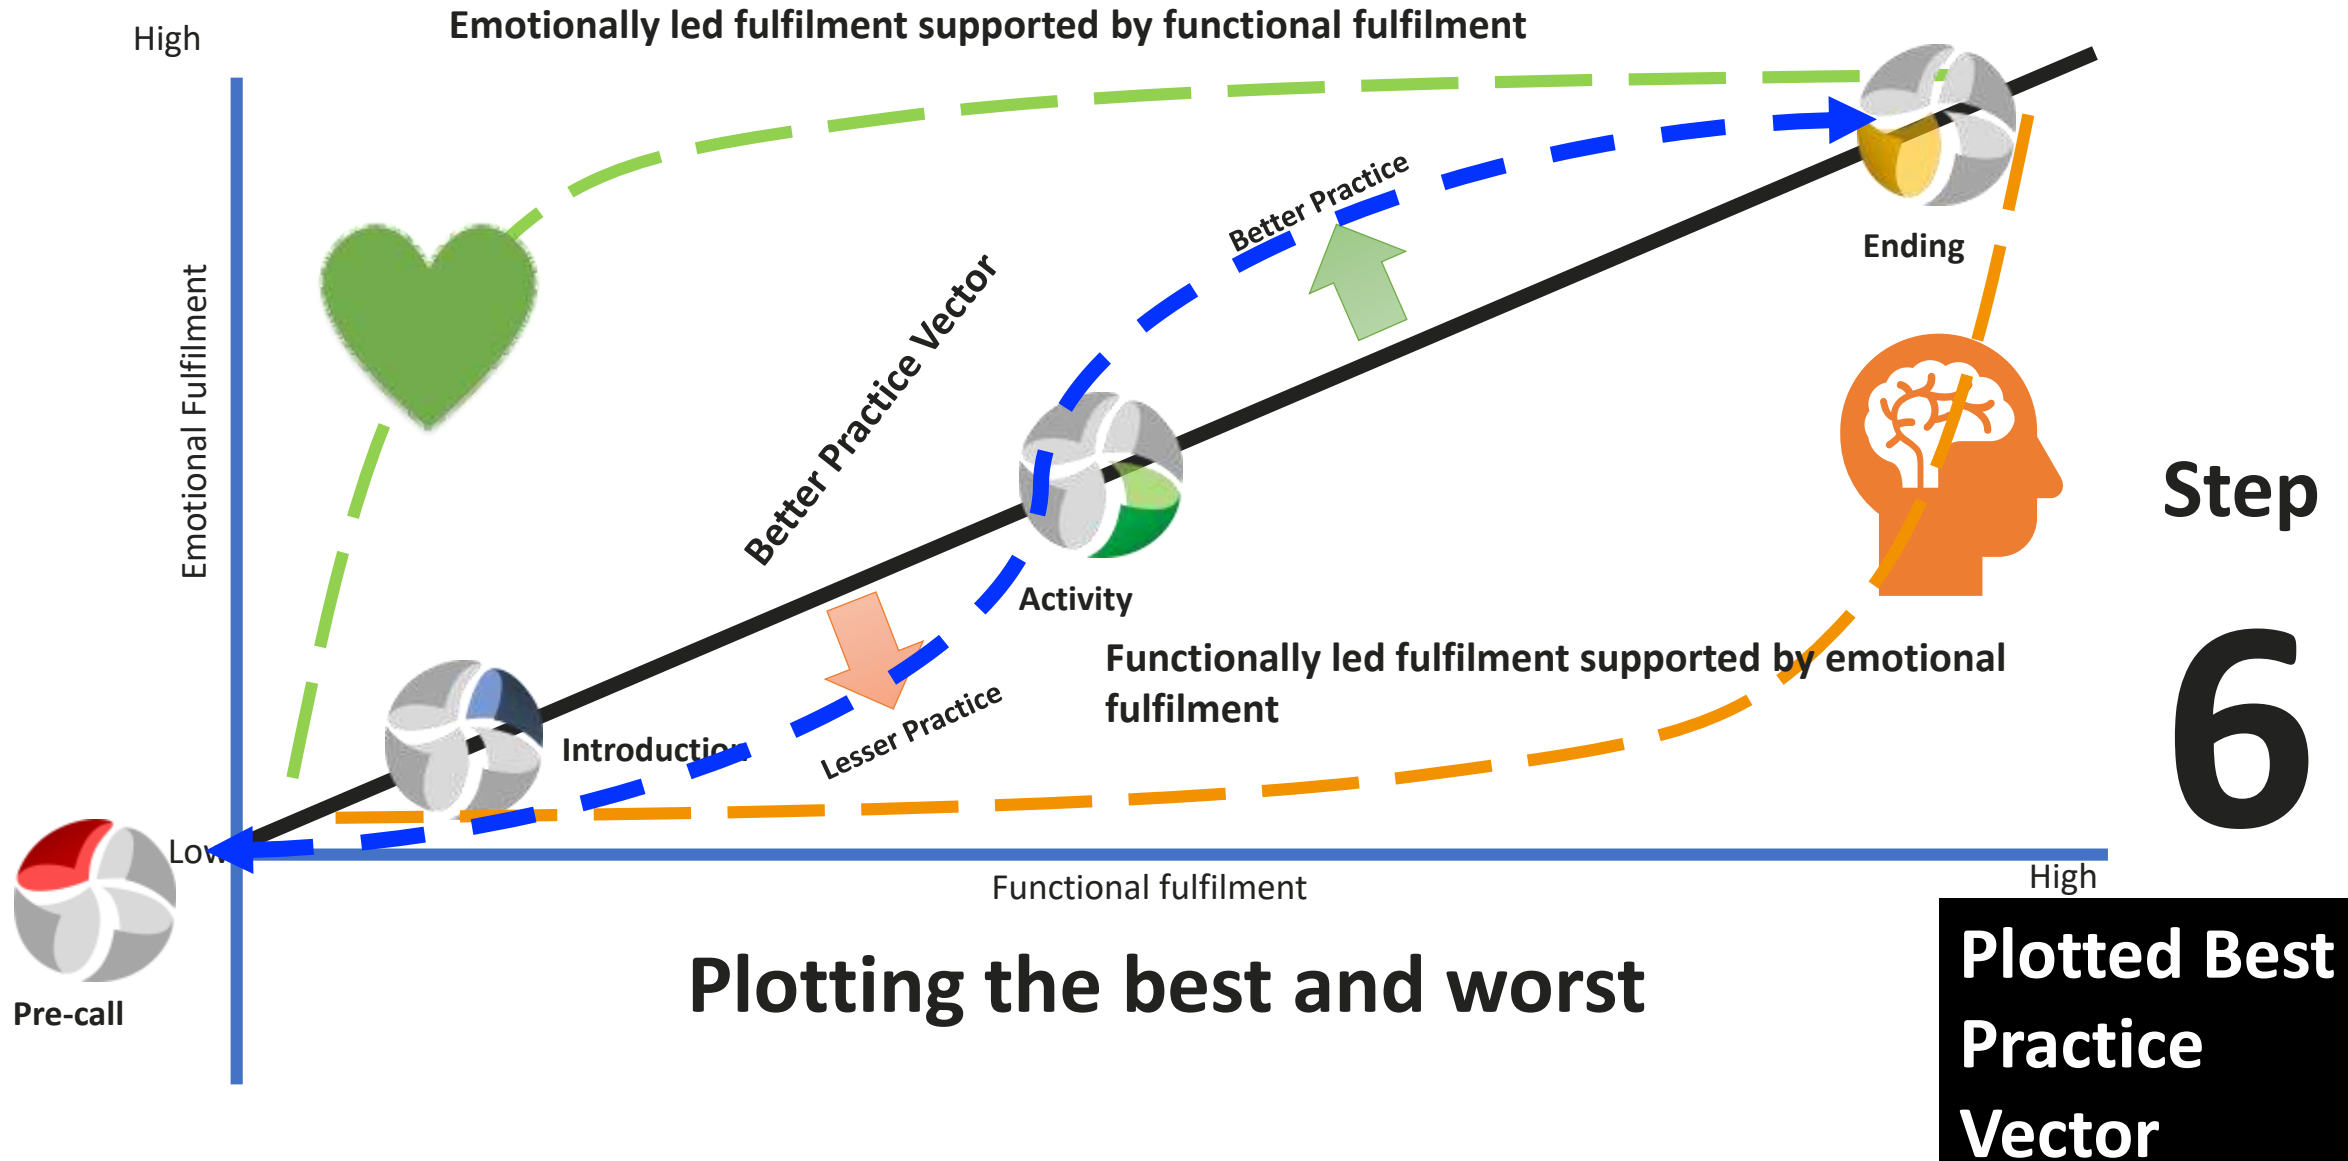 Emotionally led fulfilment supported by functional fulfilment
High
Emotional Fulfilment
Better Practice Vector
Better Practice
Ending
Step
6
Activity
Functionally led fulfilment supported by emotional
fulfilment
Lesser Practice
Introduction
Low
Functional fulfilment
High
Pre-call
Plotting the best and worst
Plotted Best
Practice
Vector